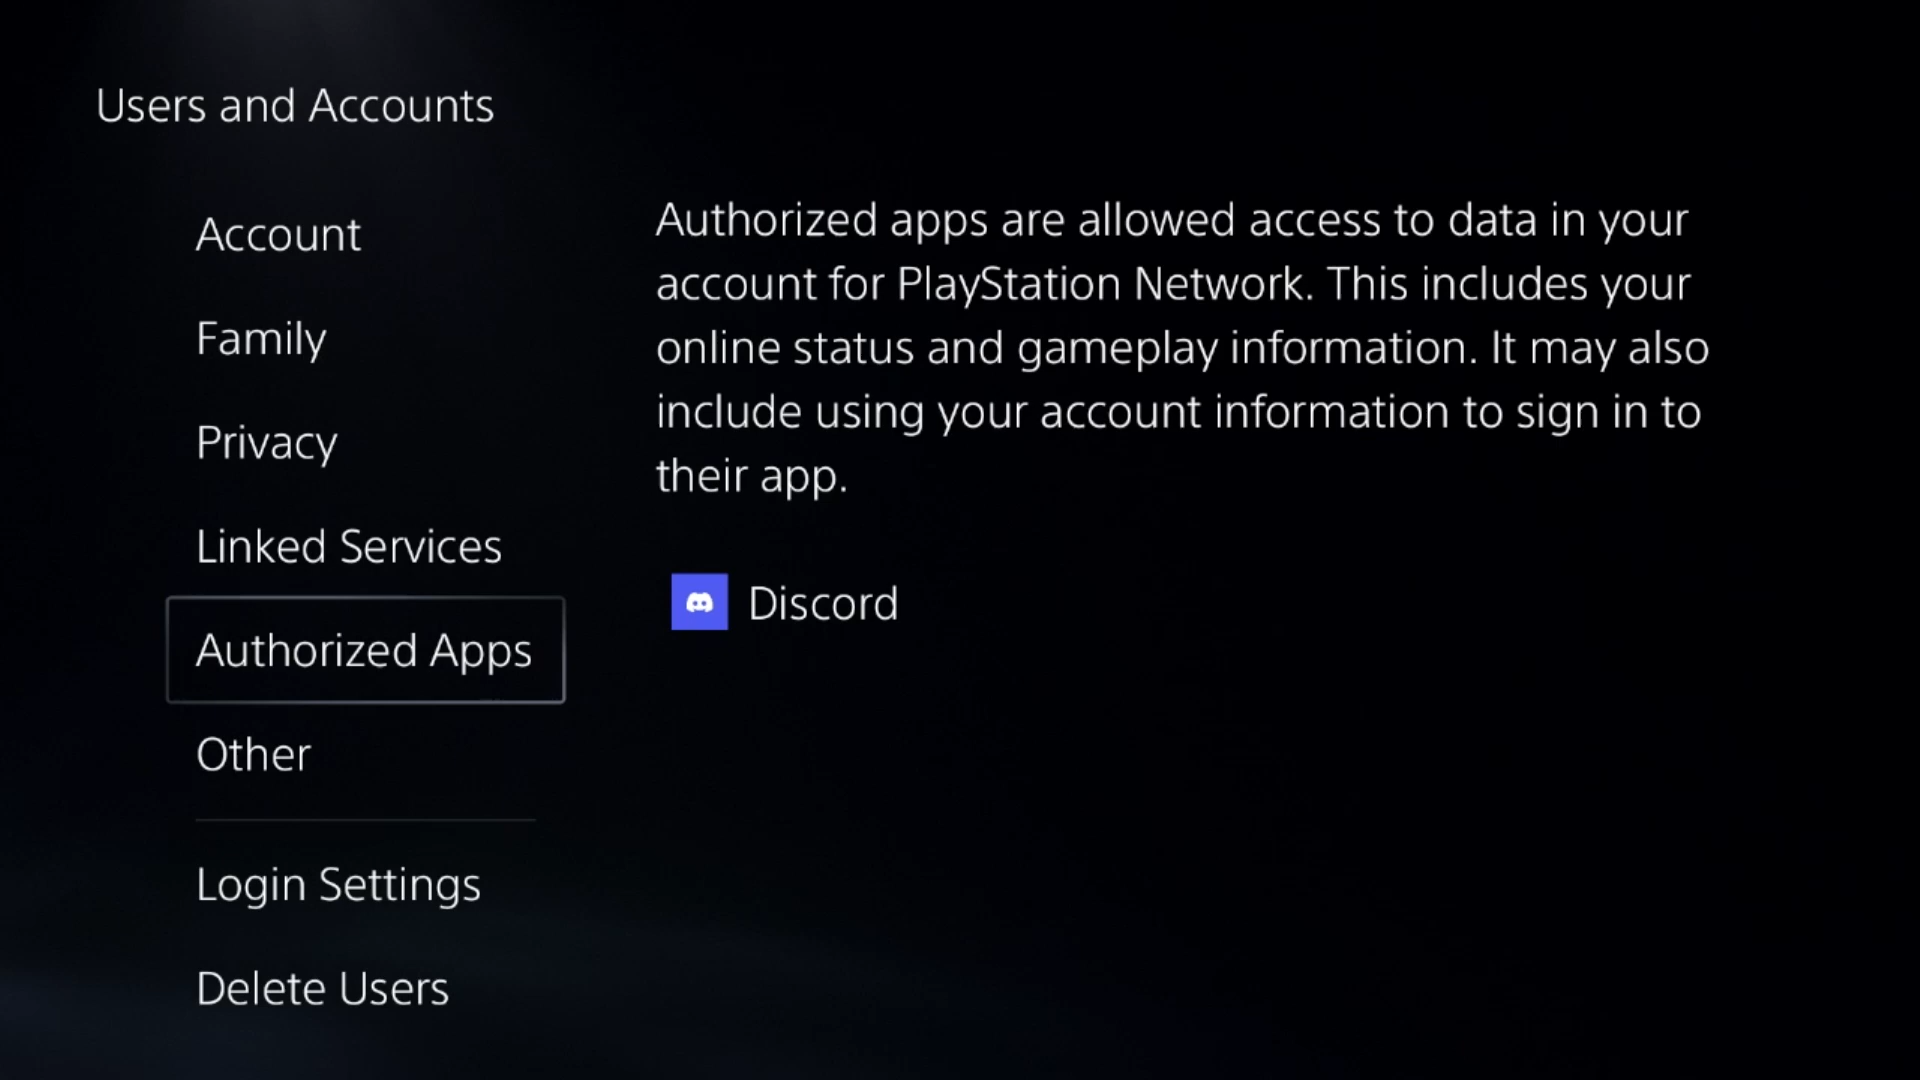 Users and Accounts
Account
Family
Privacy
Linked Services
Authorized Apps
Other
Login Settings
Delete Users
Authorized apps are allowed access to data in your
account for PlayStation Network. This includes your
online status and gameplay information. It may also
include using your account information to sign in to
their app.
Discord